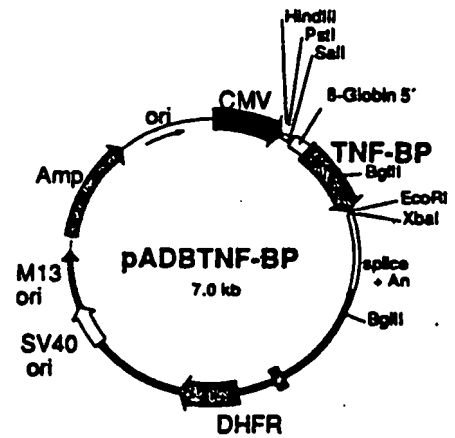 HindIII
PstI
SalI
CMV
ß-Globin 5´
ori
TNF-BP
BglII
Amp
EcoRI
XbaI
pADBTNF-BP
7.0 kb
splice
+ An
M13
ori
BglII
SV40
ori
DHFR